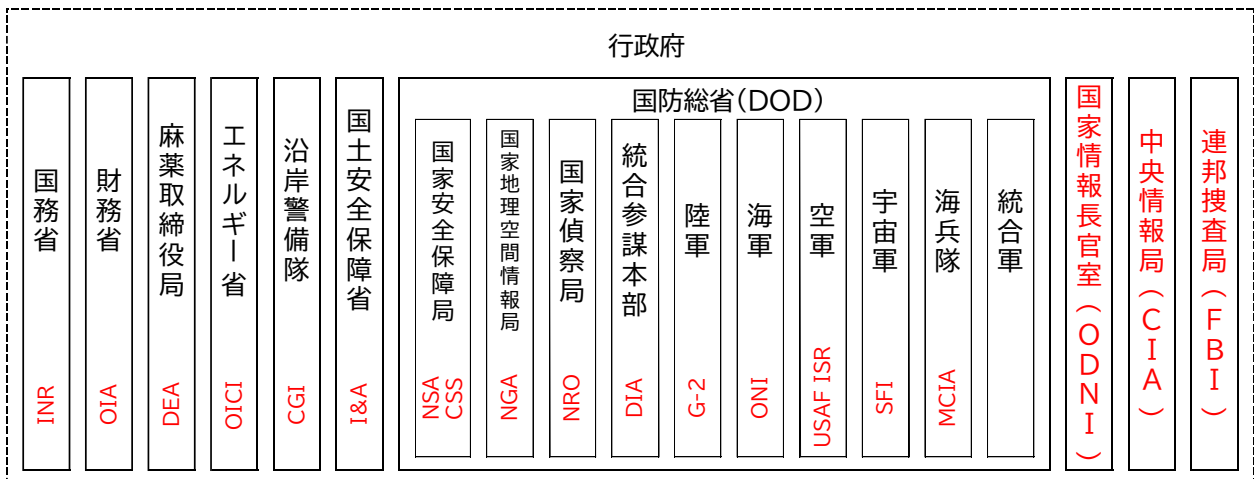 行政府
国務省
INR
財務省
OIA
麻薬取締役局
DEA
エネルギー省
OICI
沿岸警備隊
CGI
国土安全保障省
I&A
国防総省(DOD)
国家安全保障局
NSA
CSS
国家地理空間情報局
NGA
国家偵察局
NRO
統合参謀本部
DIA
陸軍
G-2
海軍
ONI
空軍
USAF ISR
宇宙軍
SFI
海兵隊
MCIA
統合軍
国家情報長官室(ODNI)
中央情報局(CIA)
連邦捜査局(FBI)